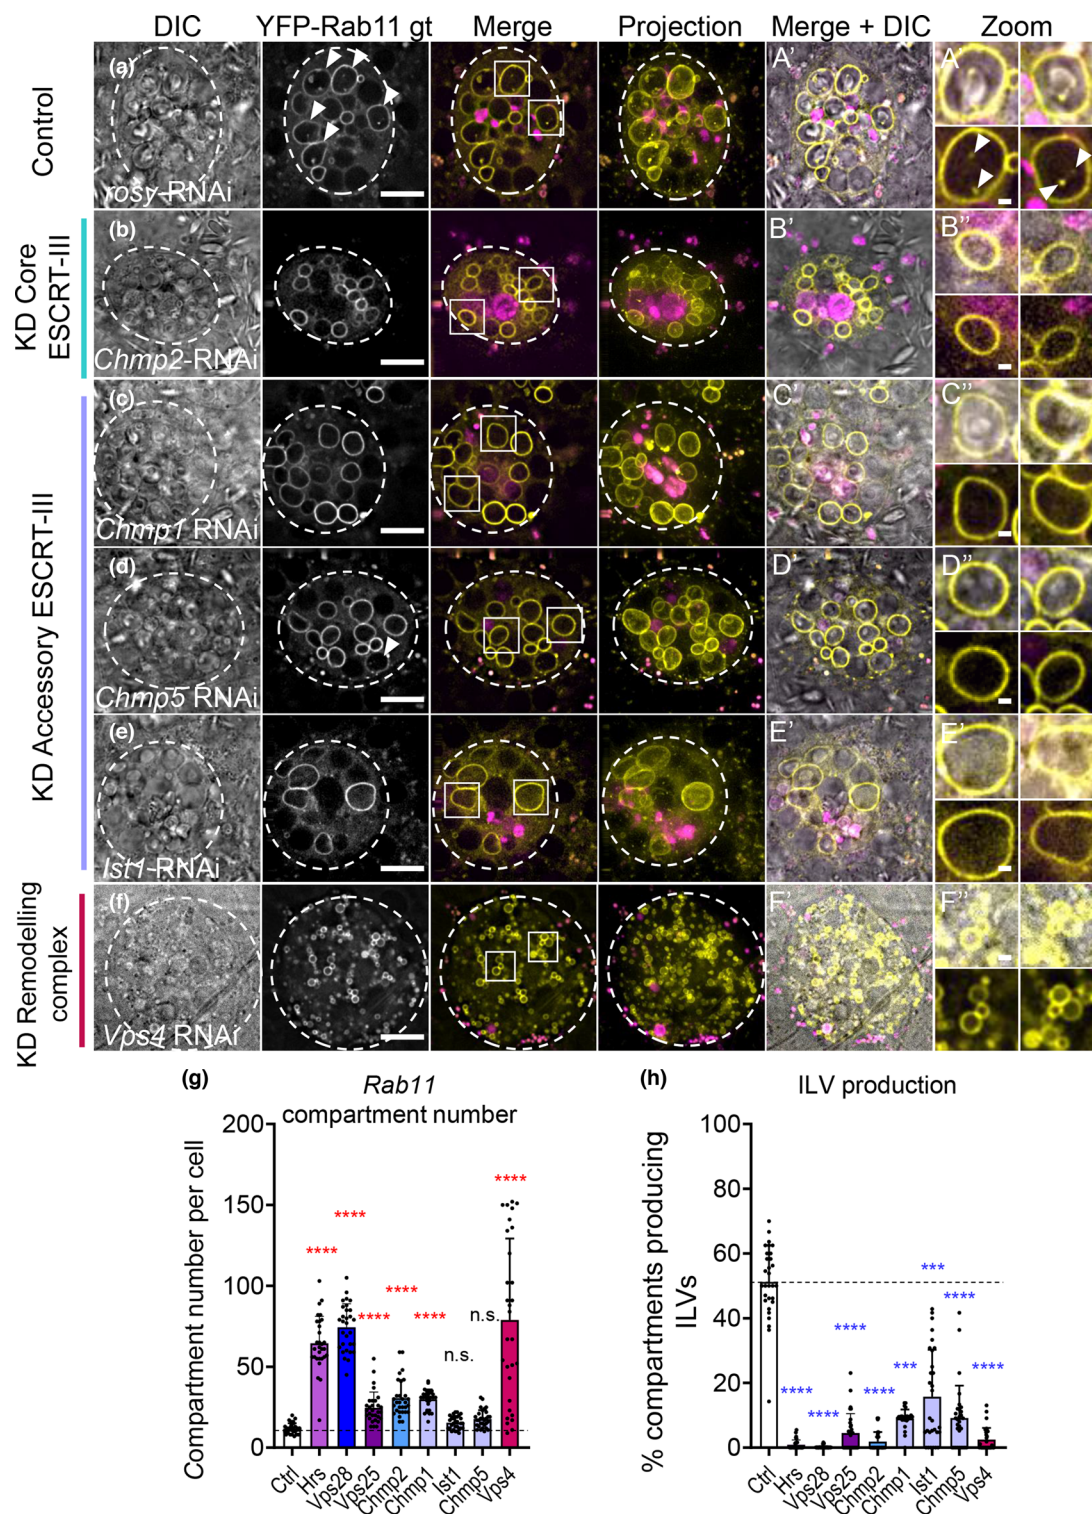 DIC YFP-Rab11 gt Merge Projection Merge + DIC Zoom
Control
(a)
rosy-RNAi
A'
A''
KD Core
ESCRT-III
(b)
Chmp2-RNAi
B'
B''
KD Accessory ESCRT-III
(c)
Chmp1 RNAi
C'
C''
(d)
Chmp5 RNAi
D'
D''
(e)
Ist1-RNAi
E'
E''
KD Remodelling
complex
(f)
Vps4 RNAi
F'
F''
(g)
Rab11
compartment number
Compartment number per cell
200
150
100
50
0
****
****
****
****
****
n.s.
n.s.
****
Ctrl
Hrs
Vps28
Vps25
Chmp2
Chmp1
Ist1
Chmp5
Vps4
(h)
ILV production
% compartments producing
ILVs
100
80
60
40
20
0
****
****
****
****
***
***
****
****
Ctrl
Hrs
Vps28
Vps25
Chmp2
Chmp1
Ist1
Chmp5
Vps4